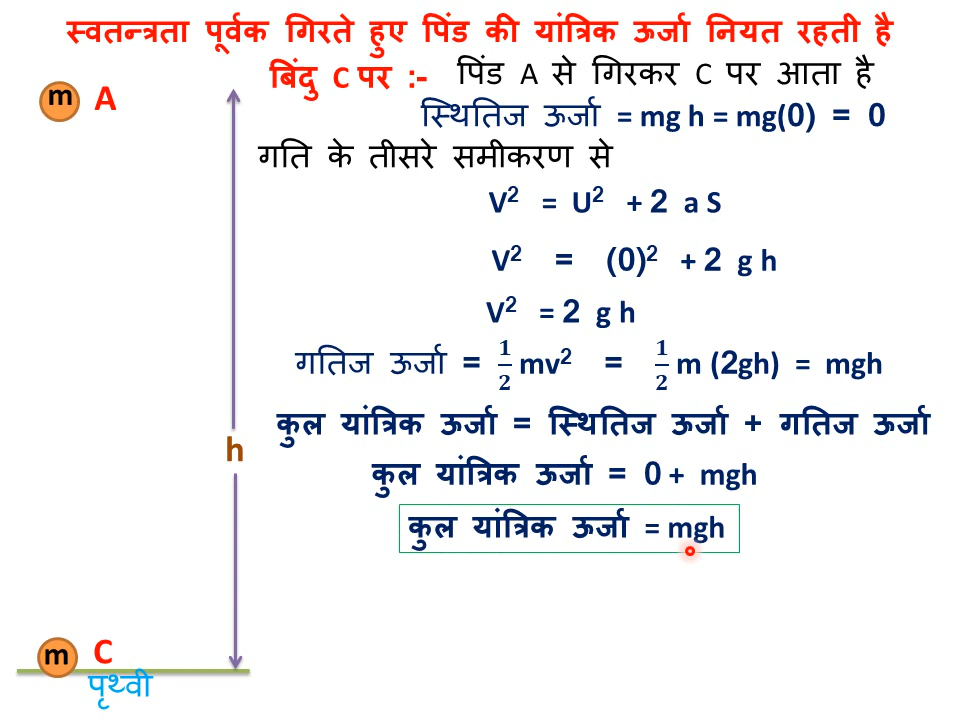 स्वतन्त्रता पूर्वक गिरते हुए पिंड की यांत्रिक ऊर्जा नियत रहती है
बिंदु C पर :- पिंड A से गिरकर C पर आता है
m A
स्थितिज ऊर्जा = mg h = mg(0) = 0
गति के तीसरे समीकरण से
V² = U² + 2 a S
V² = (0)² + 2 g h
V² = 2 g h
गतिज ऊर्जा = 1/2 mv² = 1/2 m (2gh) = mgh
कुल यांत्रिक ऊर्जा = स्थितिज ऊर्जा + गतिज ऊर्जा
h
कुल यांत्रिक ऊर्जा = 0 + mgh
कुल यांत्रिक ऊर्जा = mgh
m C
पृथ्वी